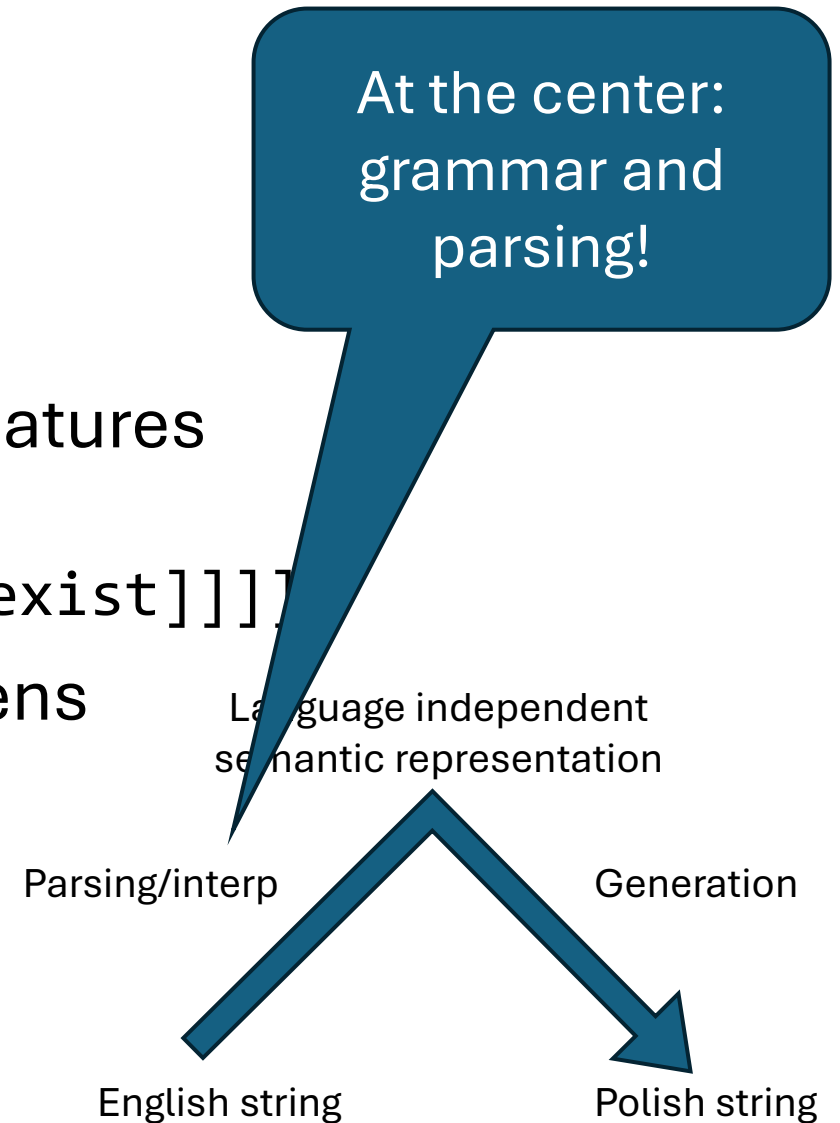 At the center:
grammar and
parsing!
atures
exist]]]]
ens
Language independent
semantic representation
Parsing/interp
Generation
English string
Polish string